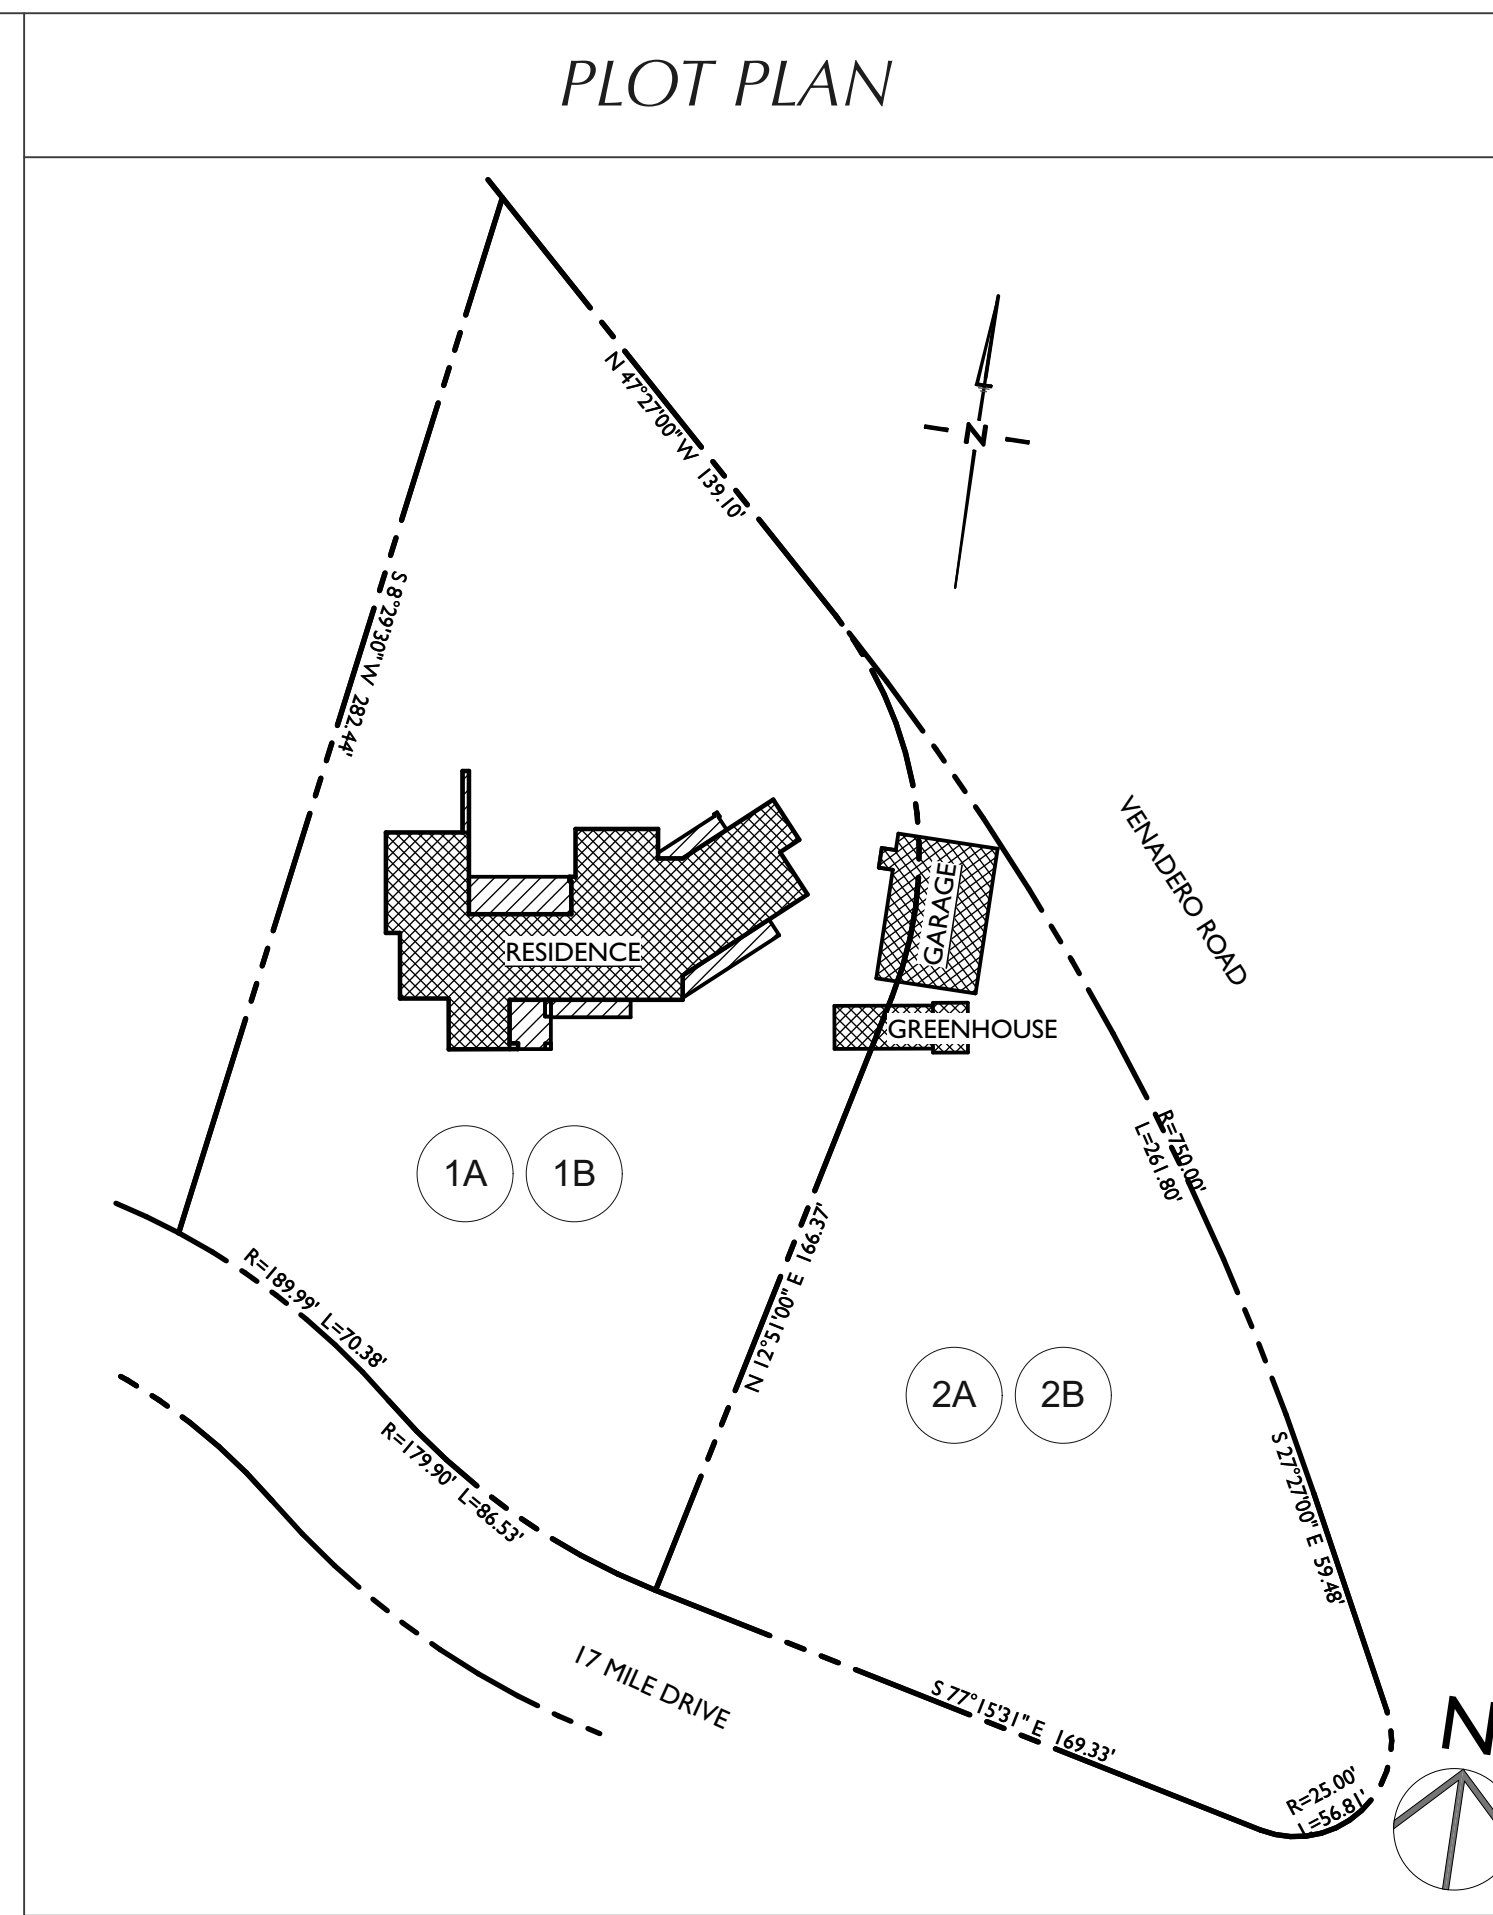 PLOT PLAN
N 47°27'00" W 139.10'
N
S 8°29'30" W 282.44'
VENADERO ROAD
GARAGE
RESIDENCE
GREENHOUSE
R=750.00'
L=261.80'
1A
1B
N 12°51'00" E 166.37'
R=189.99' L=70.38'
2A
2B
R=179.90' L=86.53'
S 27°27'00" E 59.48'
17 MILE DRIVE
S 77°15'31" E 169.33'
N
R=25.00'
L=56.81'